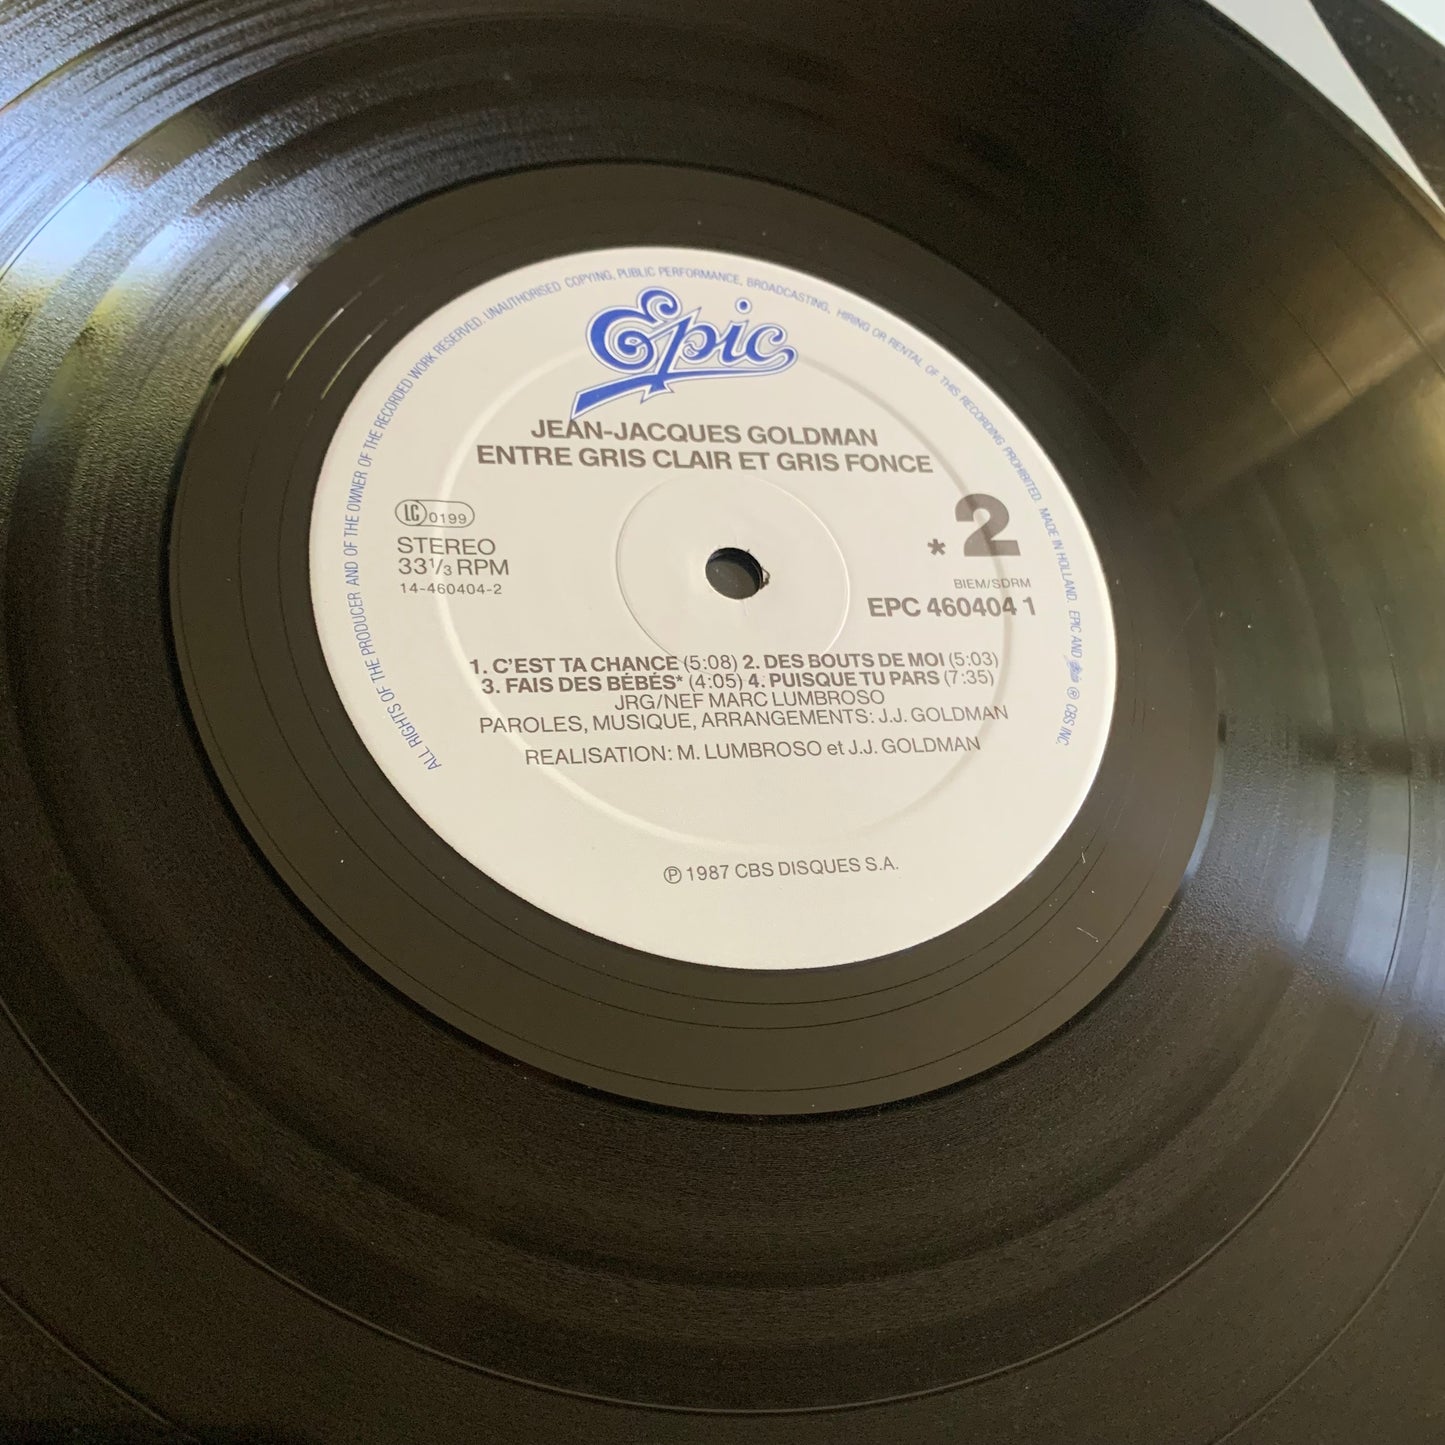 ALL RIGHTS OF THE PRODUCER AND OF THE OWNER OF THE RECORDED WORK RESERVED. UNAUTHORISED COPYING, PUBLIC PERFORMANCE, BROADCASTING, HIRING OR RENTAL OF THIS RECORDING PROHIBITED. MADE IN HOLLAND. EPIC AND ® CBS INC.
Epic
JEAN-JACQUES GOLDMAN
ENTRE GRIS CLAIR ET GRIS FONCE
LC 0199
STEREO
33⅓ RPM
14-460404-2
* 2
BIEM/SDRM
EPC 460404 1
1. C'EST TA CHANCE (5:08) 2. DES BOUTS DE MOI (5:03)
3. FAIS DES BÉBÉS* (4:05) 4. PUISQUE TU PARS (7:35)
JRG/NEF MARC LUMBROSO
PAROLES, MUSIQUE, ARRANGEMENTS: J.J. GOLDMAN
REALISATION: M. LUMBROSO et J.J. GOLDMAN
℗ 1987 CBS DISQUES S.A.